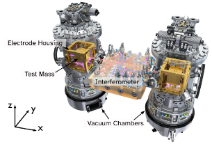 Electrode Housing
Test Mass
Interferometer
Vacuum Chambers
z
y
x